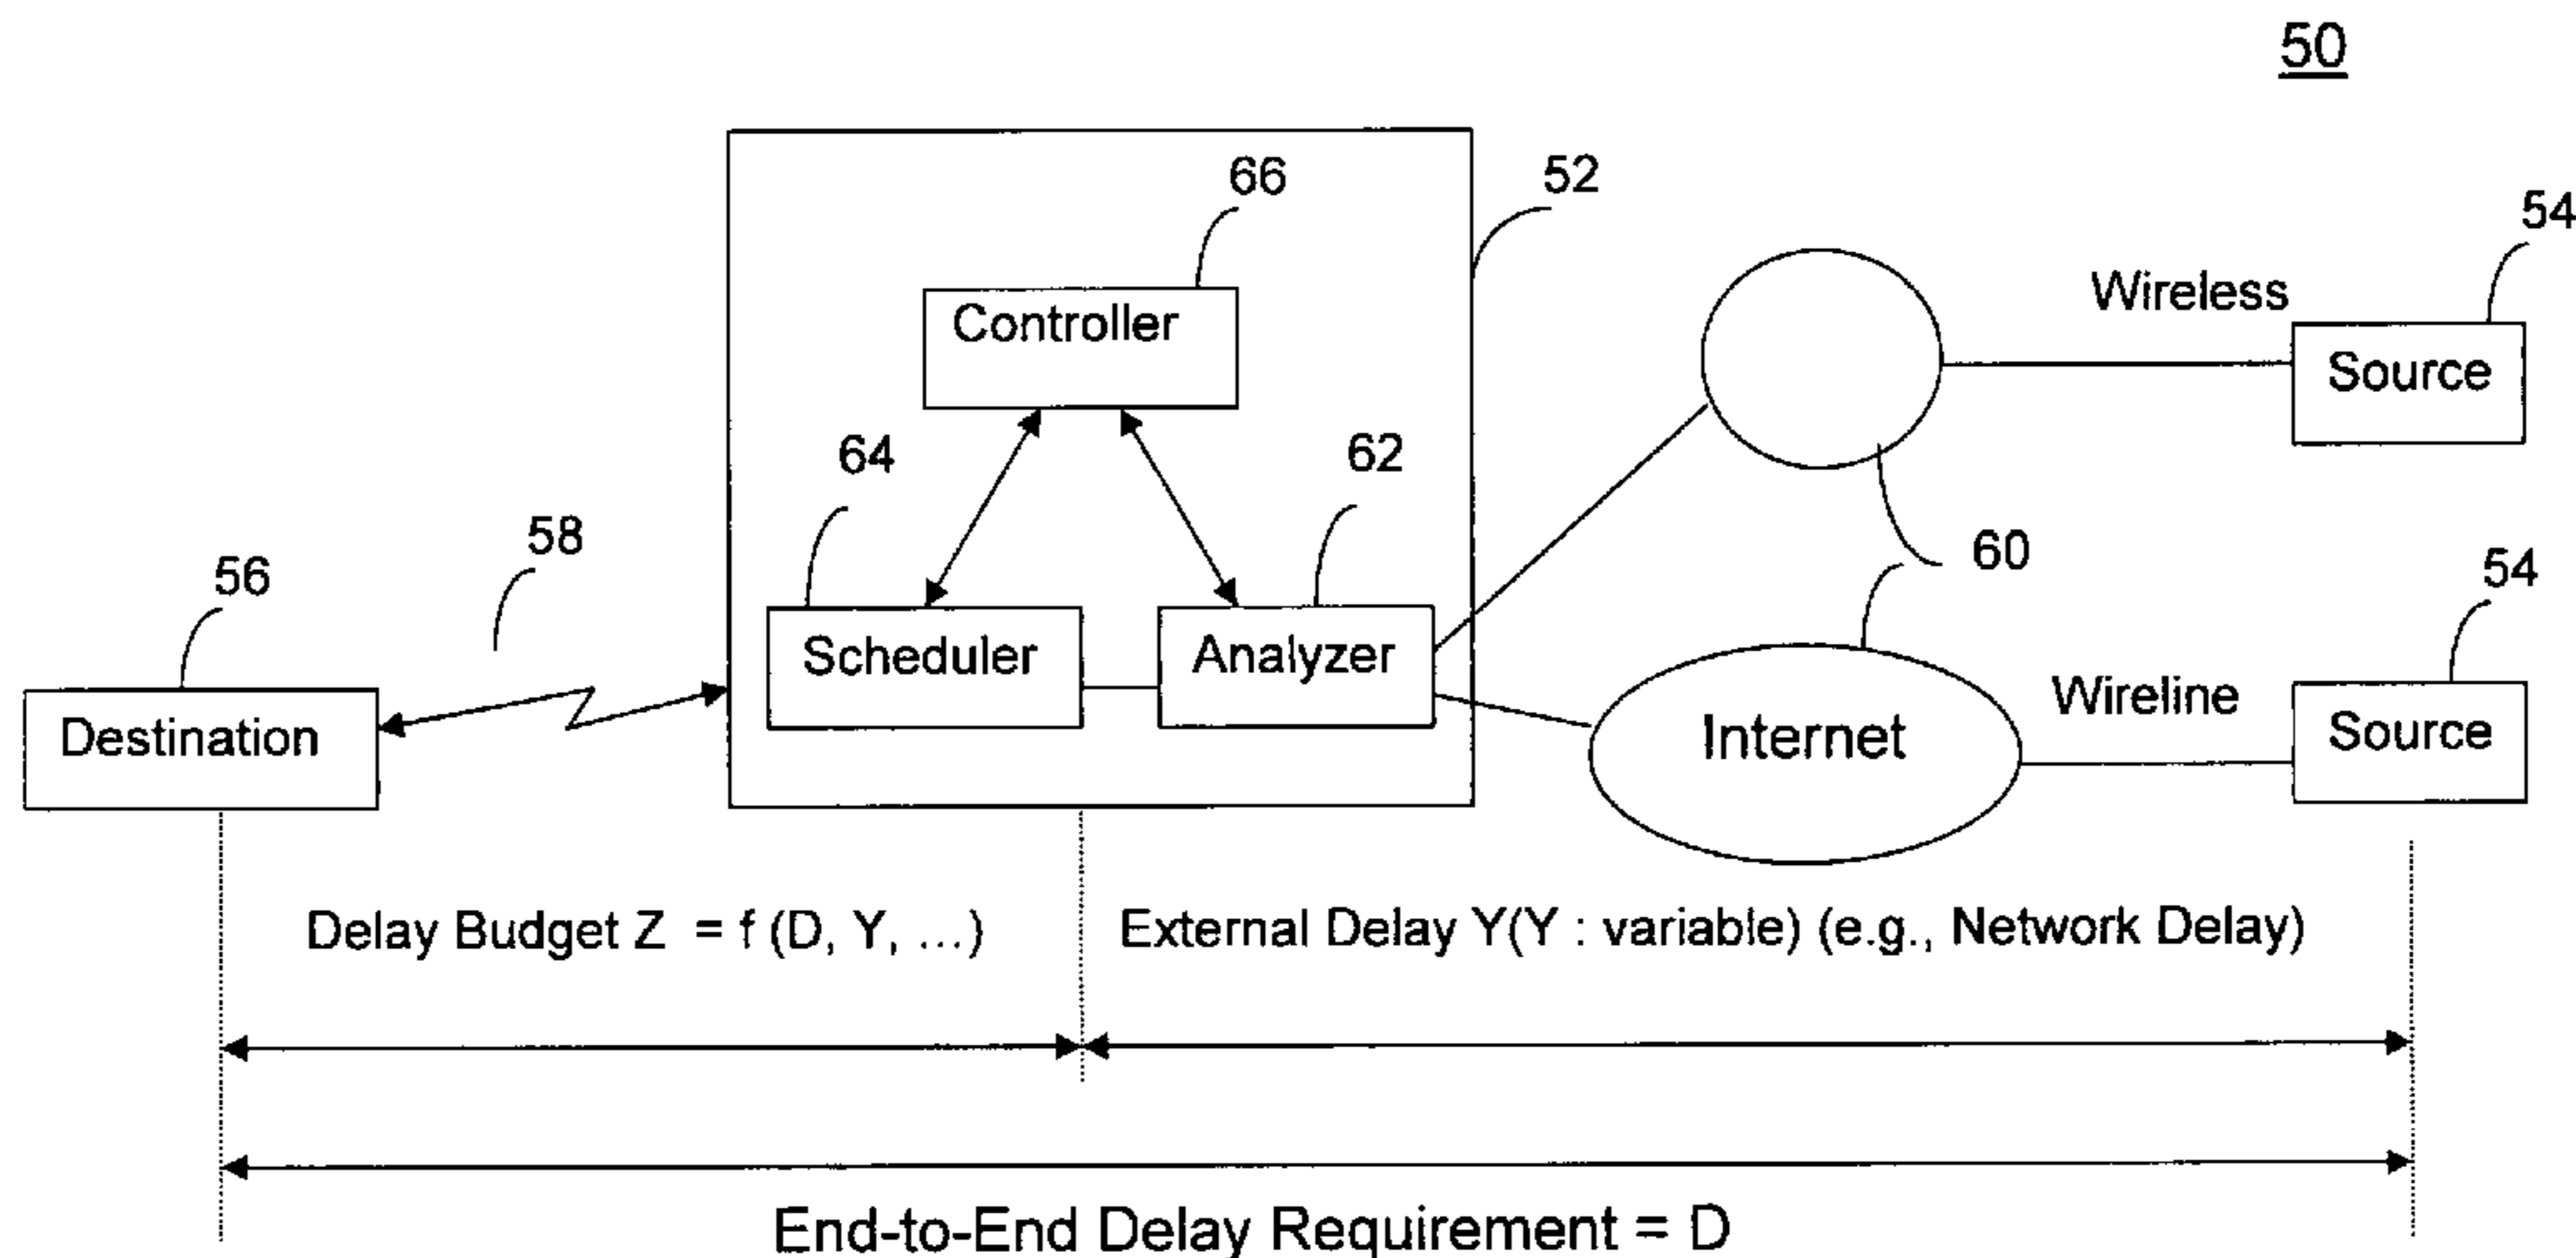 50
52
66
54
Controller
Wireless
Source
64
62
58
56
60
54
Scheduler
Analyzer
Destination
Internet
Wireline
Source
Delay Budget Z = f (D, Y, ...)
External Delay Y(Y : variable) (e.g., Network Delay)
End-to-End Delay Requirement = D